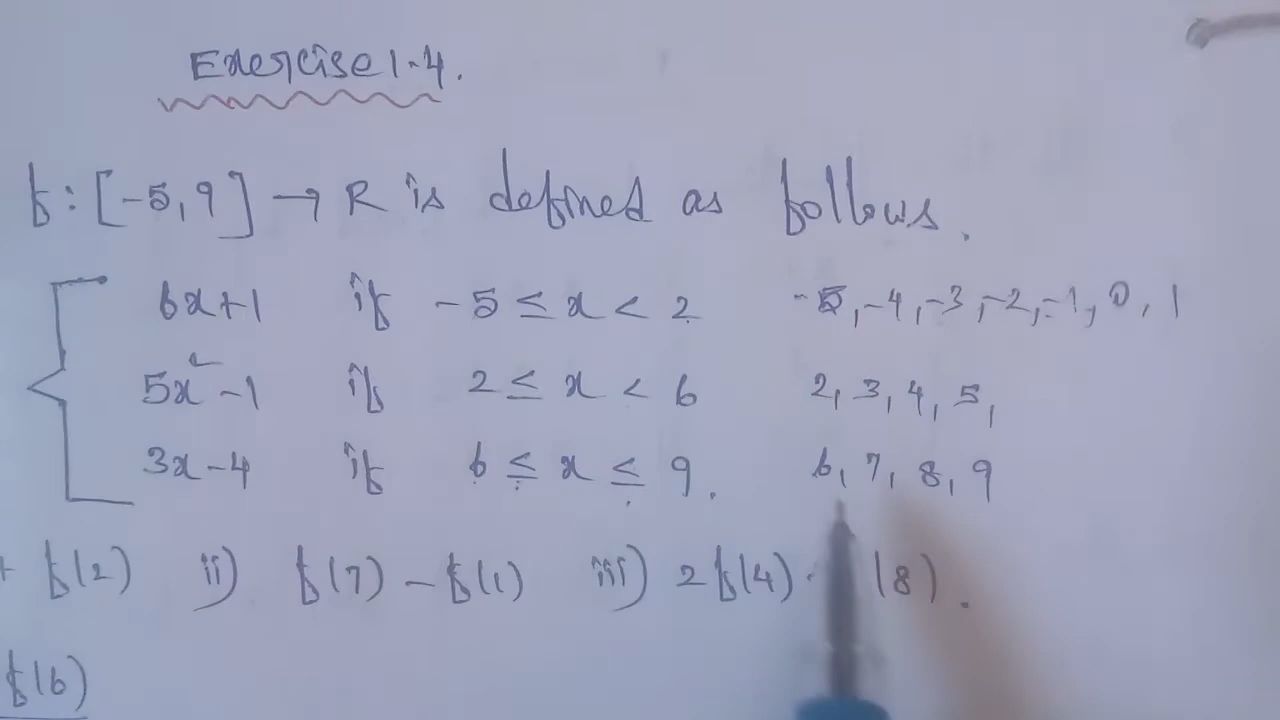 Exercise 1.4.
f : [-5, 9] → R is defined as follows.
6x+1 if -5 ≤ x < 2 -5, -4, -3, -2, -1, 0, 1
5x²-1 if 2 ≤ x < 6 2, 3, 4, 5,
3x-4 if 6 ≤ x ≤ 9. 6, 7, 8, 9
+ f(2) ii) f(7) - f(1) iii) 2f(4) (8).
f(6)